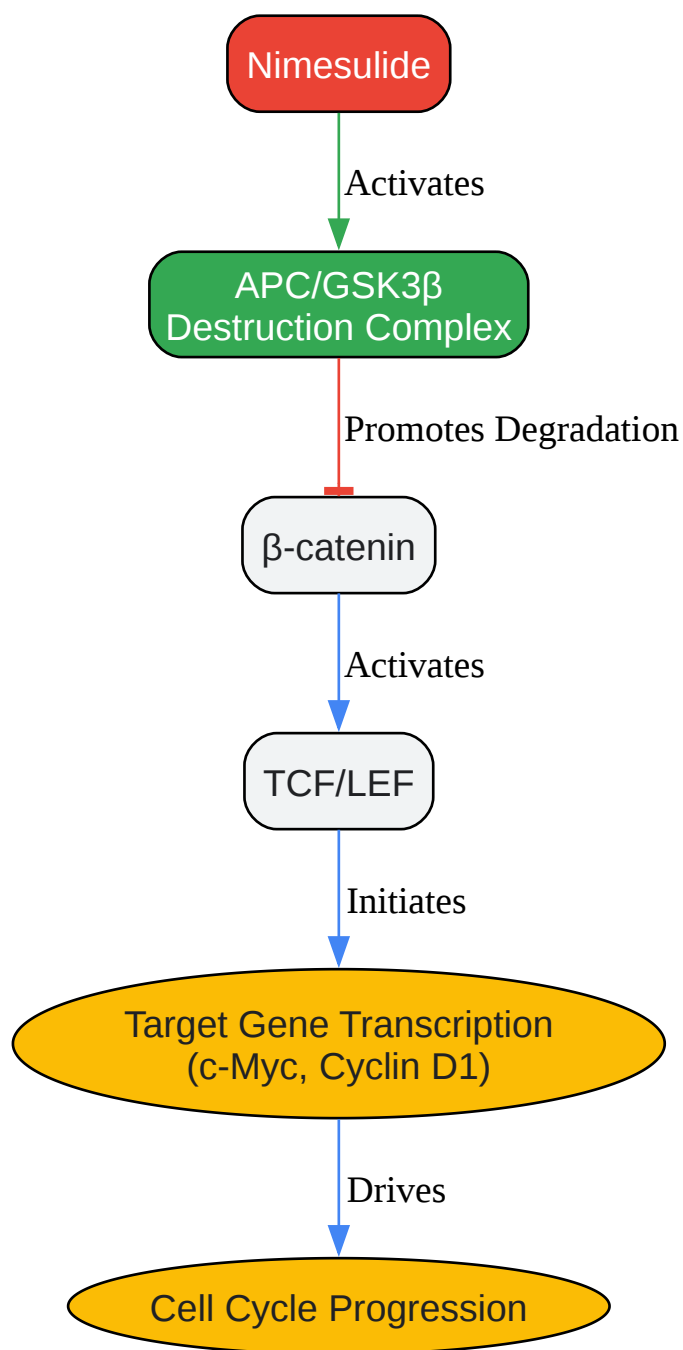 Nimesulide
Activates
APC/GSK3β
Destruction Complex
Promotes Degradation
β-catenin
Activates
TCF/LEF
Initiates
Target Gene Transcription
(c-Myc, Cyclin D1)
Drives
Cell Cycle Progression